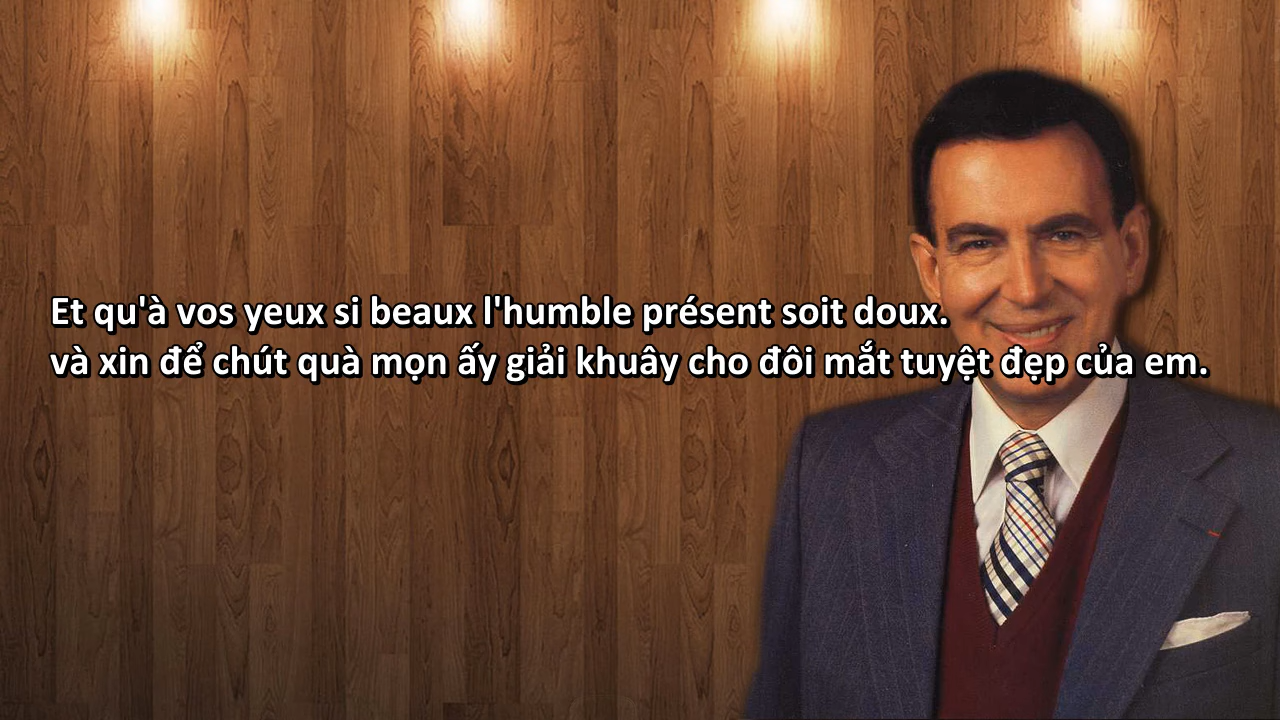 Et qu'à vos yeux si beaux l'humble présent soit doux.
và xin để chút quà mọn ấy giải khuây cho đôi mắt tuyệt đẹp của em.